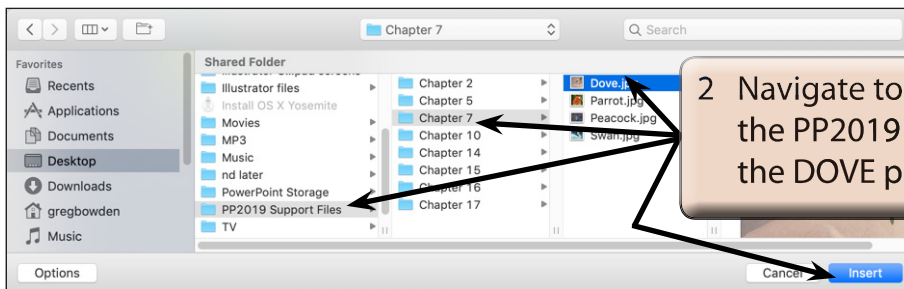 Chapter 7
Search
Favorites
Recents
Applications
Documents
Desktop
Downloads
gregbowden
Music
Shared Folder
Illustrator files
Install OS X Yosemite
Movies
MP3
Music
nd later
PowerPoint Storage
PP2019 Support Files
TV
Chapter 2
Chapter 5
Chapter 7
Chapter 10
Chapter 14
Chapter 15
Chapter 16
Chapter 17
Dove.jpg
Parrot.jpg
Peacock.jpg
Swan.jpg
2 Navigate to
the PP2019
the DOVE p
Options
Cancel
Insert